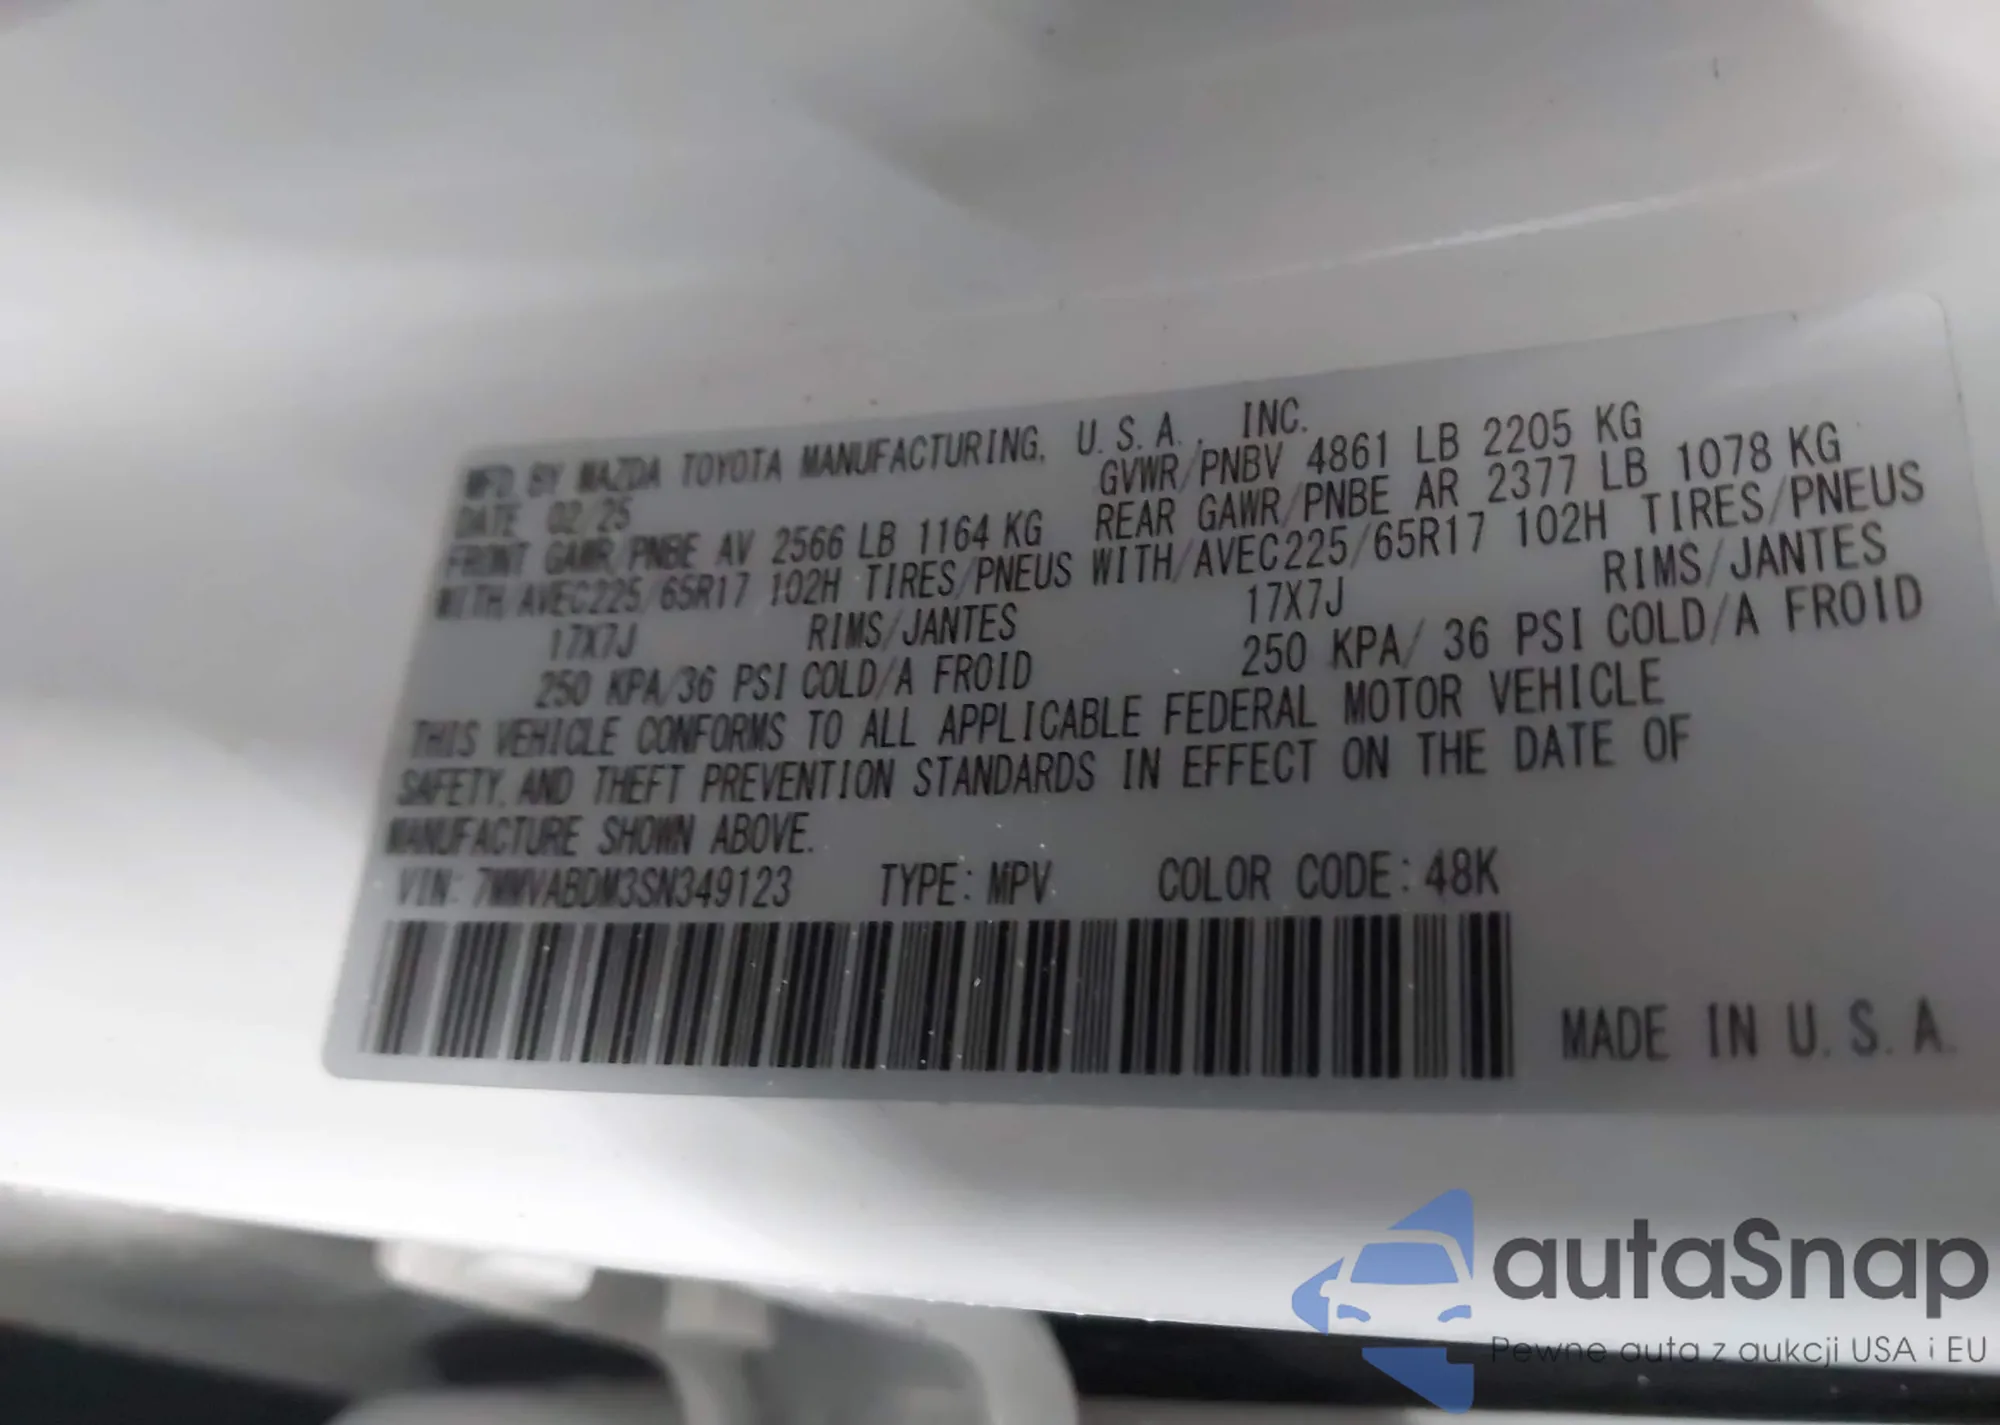 MFD. BY MAZDA TOYOTA MANUFACTURING, U.S.A., INC.
DATE 02/25 GVWR/PNBV 4861 LB 2205 KG
FRONT GAWR/PNBE AV 2566 LB 1164 KG REAR GAWR/PNBE AR 2377 LB 1078 KG
WITH/AVEC225/65R17 102H TIRES/PNEUS WITH/AVEC225/65R17 102H TIRES/PNEUS
17X7J RIMS/JANTES 17X7J RIMS/JANTES
250 KPA/36 PSI COLD/A FROID 250 KPA/ 36 PSI COLD/A FROID
THIS VEHICLE CONFORMS TO ALL APPLICABLE FEDERAL MOTOR VEHICLE
SAFETY, AND THEFT PREVENTION STANDARDS IN EFFECT ON THE DATE OF
MANUFACTURE SHOWN ABOVE.
VIN: 7MMVABDM3SN349123 TYPE: MPV COLOR CODE: 48K
MADE IN U.S.A.
autaSnap
Pewne auta z aukcji USA i EU